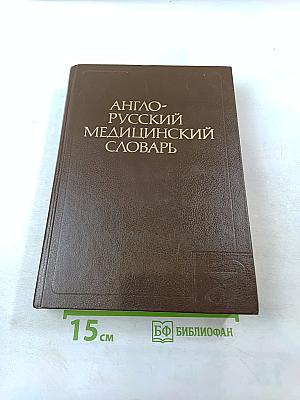 АНГЛО-
РУССКИЙ
МЕДИЦИНСКИЙ
СЛОВАРЬ
15 см
БФ БИБЛИОФАН